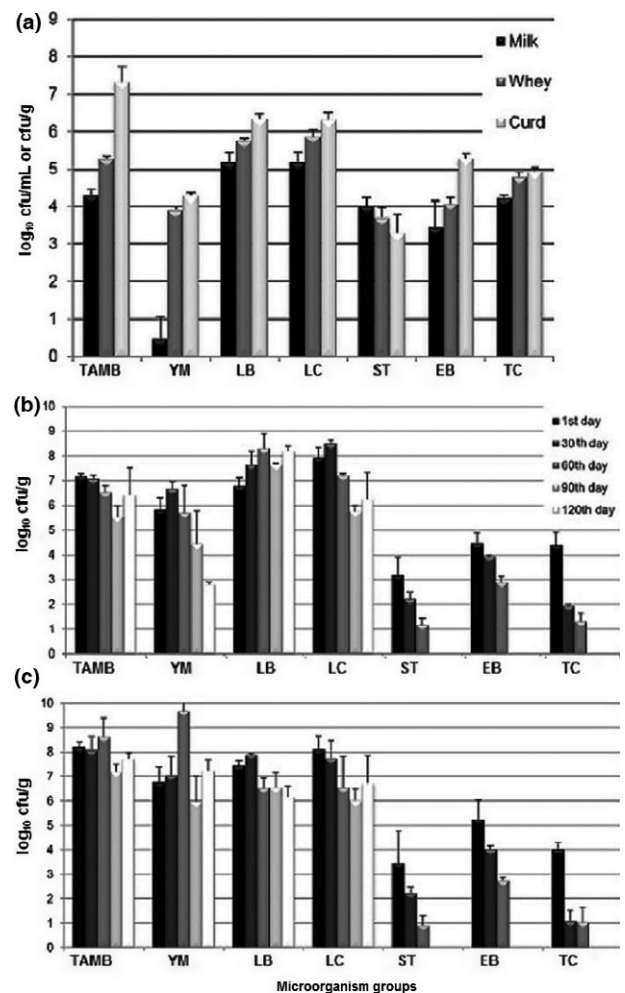 (a)
9
8
7
6
5
4
3
2
1
0
log₁₀ cfu/mL or cfu/g
Milk
Whey
Curd
TAMB YM LB LC ST EB TC
(b)
10
9
8
7
6
5
4
3
2
1
0
log₁₀ cfu/g
1st day
30th day
60th day
90th day
120th day
TAMB YM LB LC ST EB TC
(c)
10
9
8
7
6
5
4
3
2
1
0
log₁₀ cfu/g
TAMB YM LB LC ST EB TC
Microorganism groups